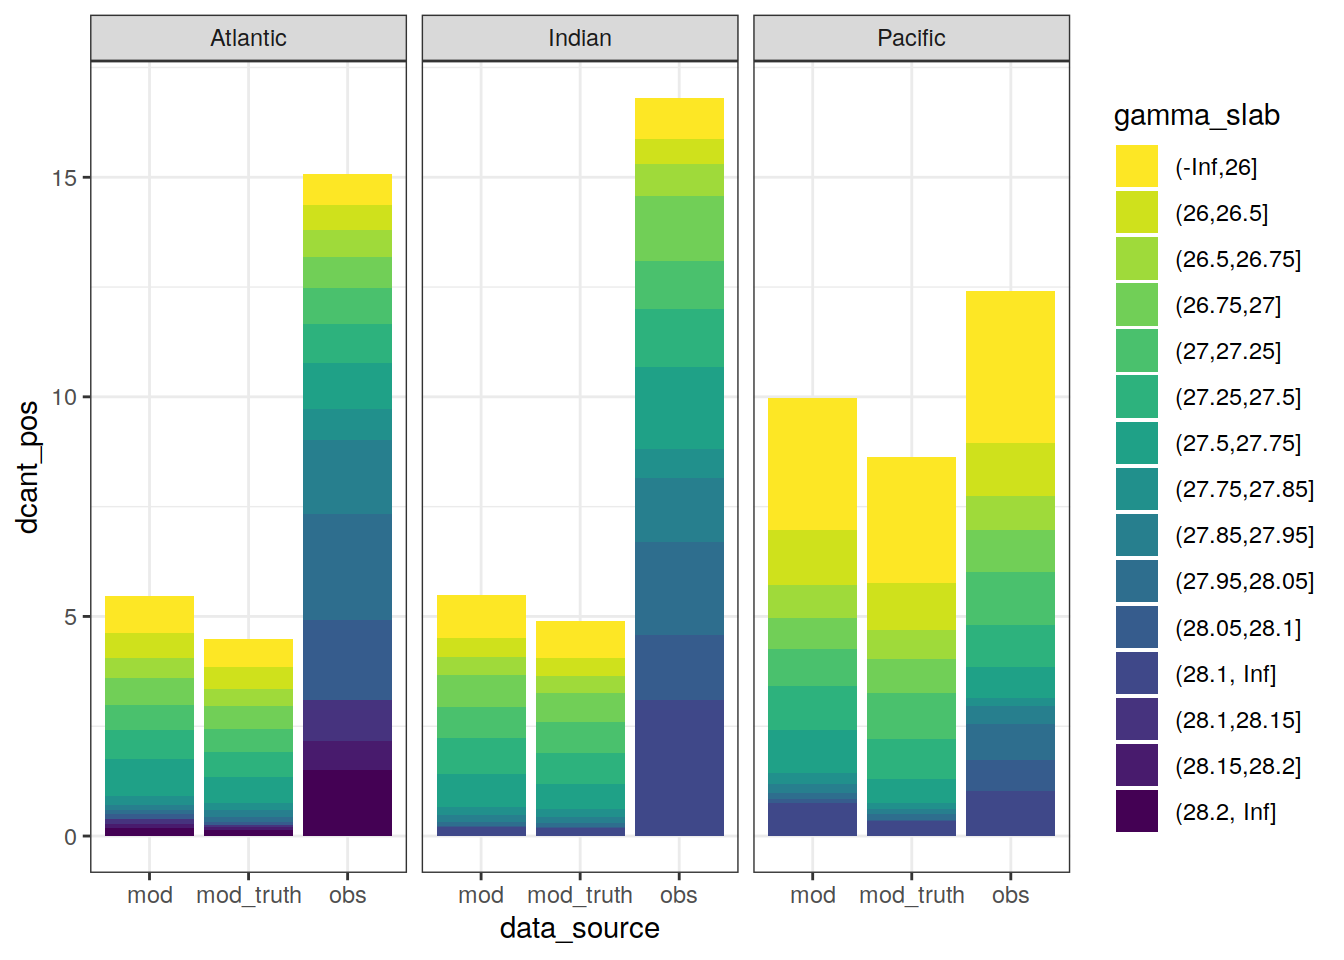 Atlantic
Indian
Pacific
dcant_pos
15
10
5
0
mod mod_truth obs
mod mod_truth obs
mod mod_truth obs
data_source
gamma_slab
(-Inf,26]
(26,26.5]
(26.5,26.75]
(26.75,27]
(27,27.25]
(27.25,27.5]
(27.5,27.75]
(27.75,27.85]
(27.85,27.95]
(27.95,28.05]
(28.05,28.1]
(28.1, Inf]
(28.1,28.15]
(28.15,28.2]
(28.2, Inf]